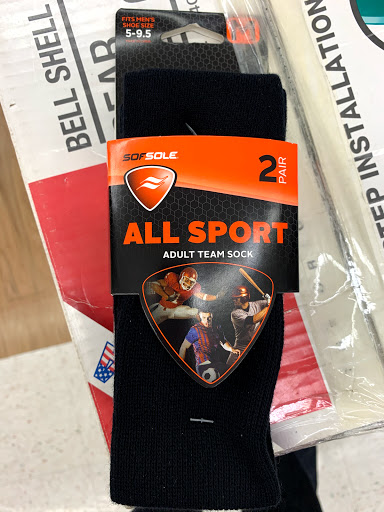 FITS MEN'S
SHOE SIZE
5-9.5
SOFSOLE
2 PAIR
ALL SPORT
ADULT TEAM SOCK
BELL SHELL
STEP INSTALLATION